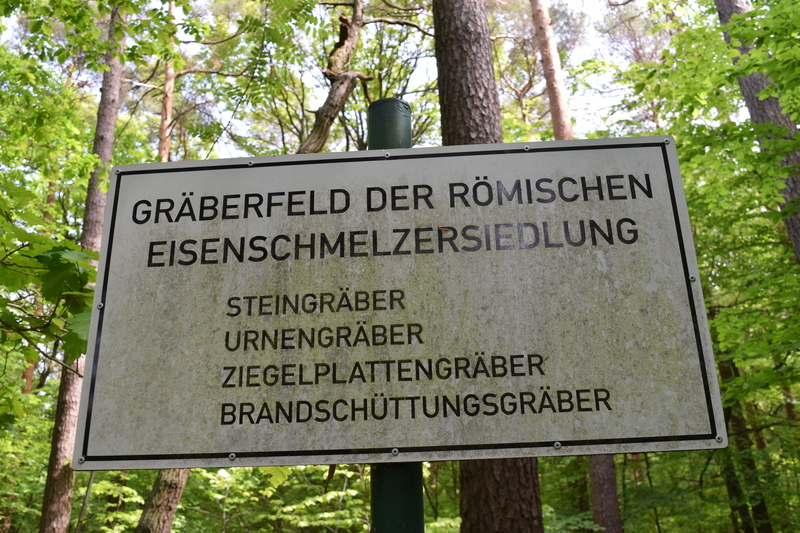 GRÄBERFELD DER RÖMISCHEN
EISENSCHMELZERSIEDLUNG
STEINGRÄBER
URNENGRÄBER
ZIEGELPLATTENGRÄBER
BRANDSCHÜTTUNGSGRÄBER